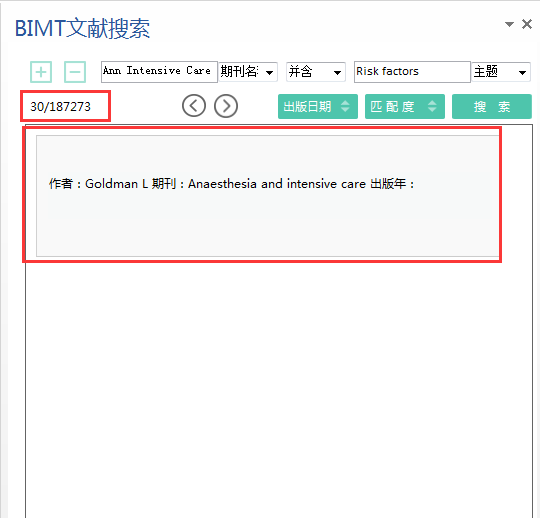 BIMT文献搜索
Ann Intensive Care 期刊名 并含 Risk factors 主题
30/187273 出版日期 匹配度 搜 索
作者：Goldman L 期刊：Anaesthesia and intensive care 出版年：